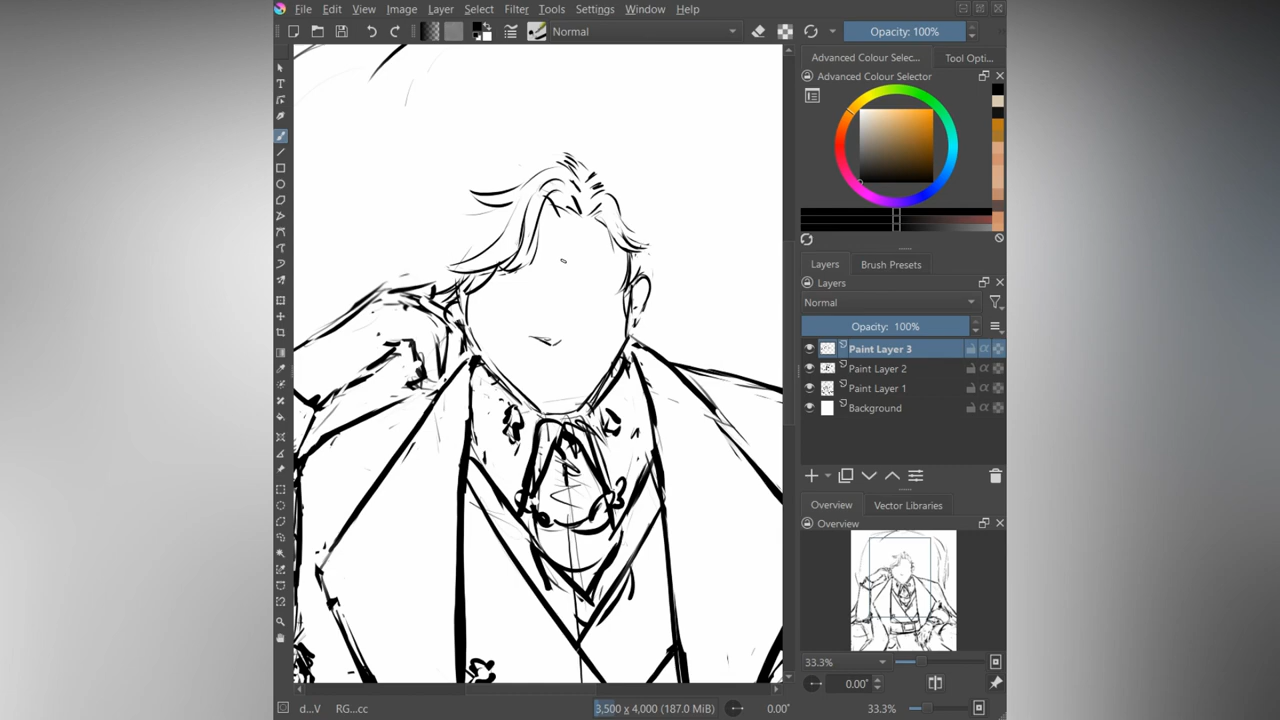 File Edit View Image Layer Select Filter Tools Settings Window Help
Normal Opacity: 100%
Advanced Colour Selec... Tool Opti...
Advanced Colour Selector
Layers Brush Presets
Layers
Normal
Opacity: 100%
Paint Layer 3
Paint Layer 2
Paint Layer 1
Background
Overview Vector Libraries
Overview
33.3%
0.00°
d...V RG...cc 3,500 x 4,000 (187.0 MiB) 0.00° 33.3%